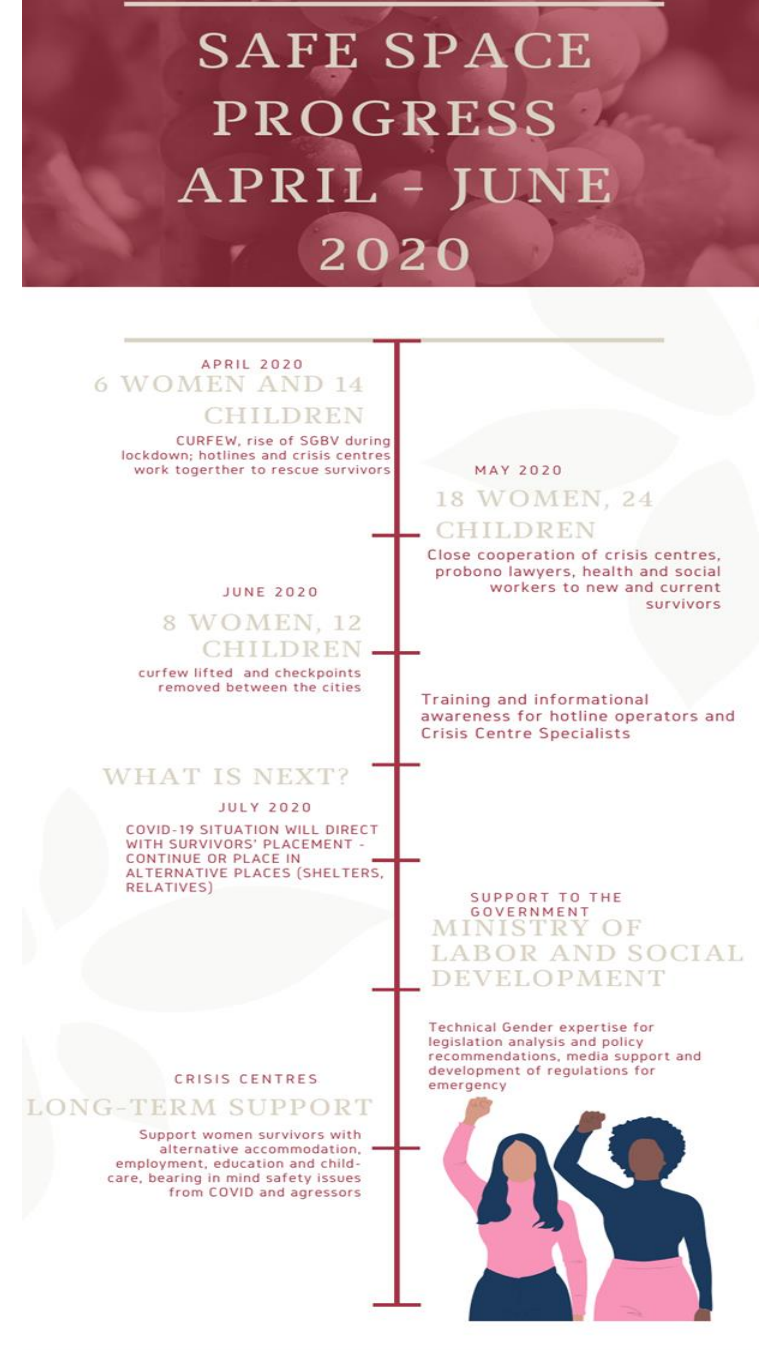 SAFE SPACE
PROGRESS
APRIL - JUNE
2020
APRIL 2020
6 WOMEN AND 14
CHILDREN
CURFEW, rise of SGBV during
lockdown; hotlines and crisis centres
work togerther to rescue survivors
MAY 2020
18 WOMEN, 24
CHILDREN
Close cooperation of crisis centres,
probono lawyers, health and social
workers to new and current
survivors
JUNE 2020
8 WOMEN, 12
CHILDREN
curfew lifted and checkpoints
removed between the cities
Training and informational
awareness for hotline operators and
Crisis Centre Specialists
WHAT IS NEXT?
JULY 2020
COVID-19 SITUATION WILL DIRECT
WITH SURVIVORS' PLACEMENT -
CONTINUE OR PLACE IN
ALTERNATIVE PLACES (SHELTERS,
RELATIVES)
SUPPORT TO THE
GOVERNMENT
MINISTRY OF
LABOR AND SOCIAL
DEVELOPMENT
Technical Gender expertise for
legislation analysis and policy
recommendations, media support and
development of regulations for
emergency
CRISIS CENTRES
LONG-TERM SUPPORT
Support women survivors with
alternative accommodation,
employment, education and child-
care, bearing in mind safety issues
from COVID and agressors